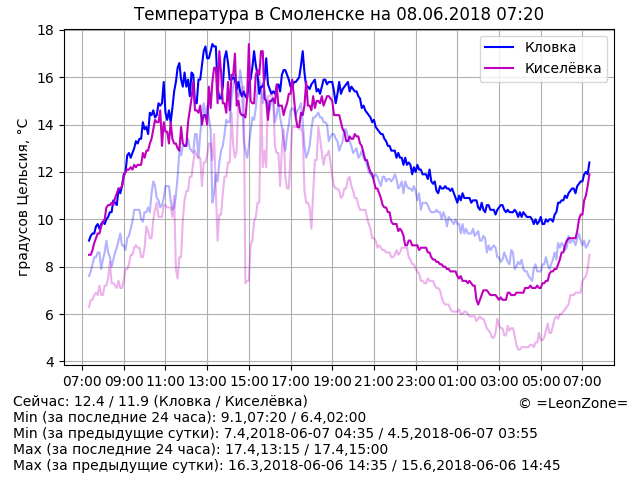 Температура в Смоленске на 08.06.2018 07:20
градусов Цельсия, °C
18
16
14
12
10
8
6
4
Кловка
Киселёвка
07:00 09:00 11:00 13:00 15:00 17:00 19:00 21:00 23:00 01:00 03:00 05:00 07:00
Сейчас: 12.4 / 11.9 (Кловка / Киселёвка)
© =LeonZone=
Min (за последние 24 часа): 9.1,07:20 / 6.4,02:00
Min (за предыдущие сутки): 7.4,2018-06-07 04:35 / 4.5,2018-06-07 03:55
Max (за последние 24 часа): 17.4,13:15 / 17.4,15:00
Max (за предыдущие сутки): 16.3,2018-06-06 14:35 / 15.6,2018-06-06 14:45